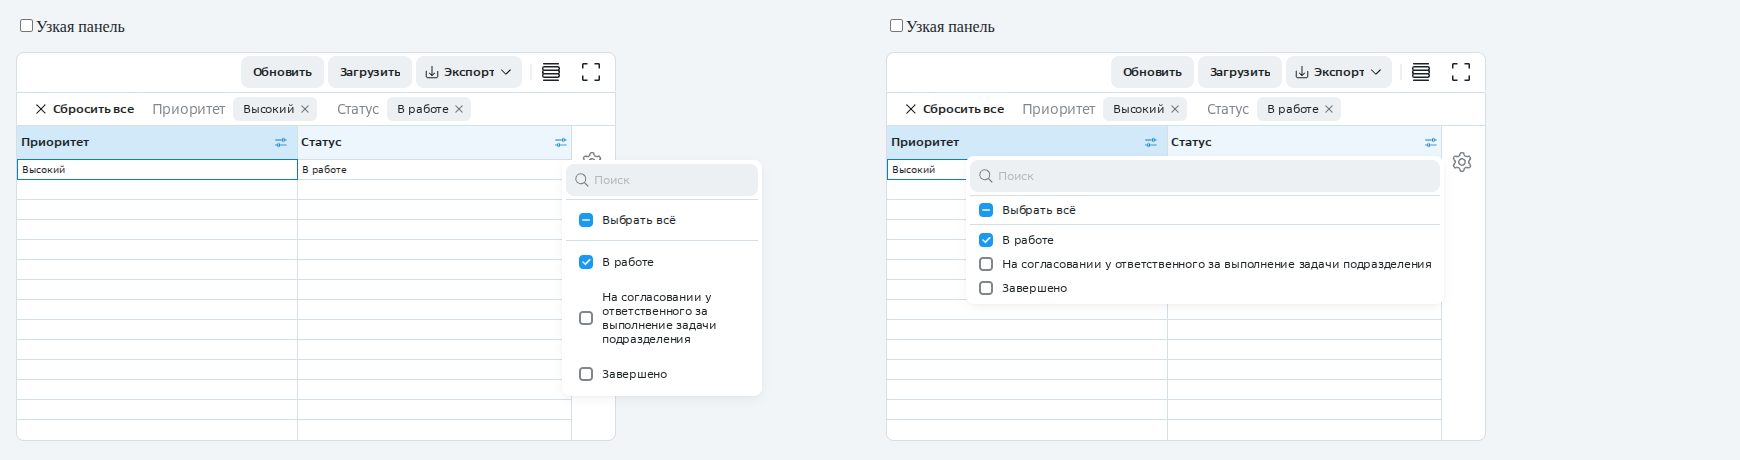 Узкая панель
Обновить Загрузить Экспорт
Сбросить все Приоритет Высокий Статус В работе
Приоритет Статус
Высокий В работе
Поиск
Выбрать всё
В работе
На согласовании у
ответственного за
выполнение задачи
подразделения
Завершено
Узкая панель
Обновить Загрузить Экспорт
Сбросить все Приоритет Высокий Статус В работе
Приоритет Статус
Высокий
Поиск
Выбрать всё
В работе
На согласовании у ответственного за выполнение задачи подразделения
Завершено